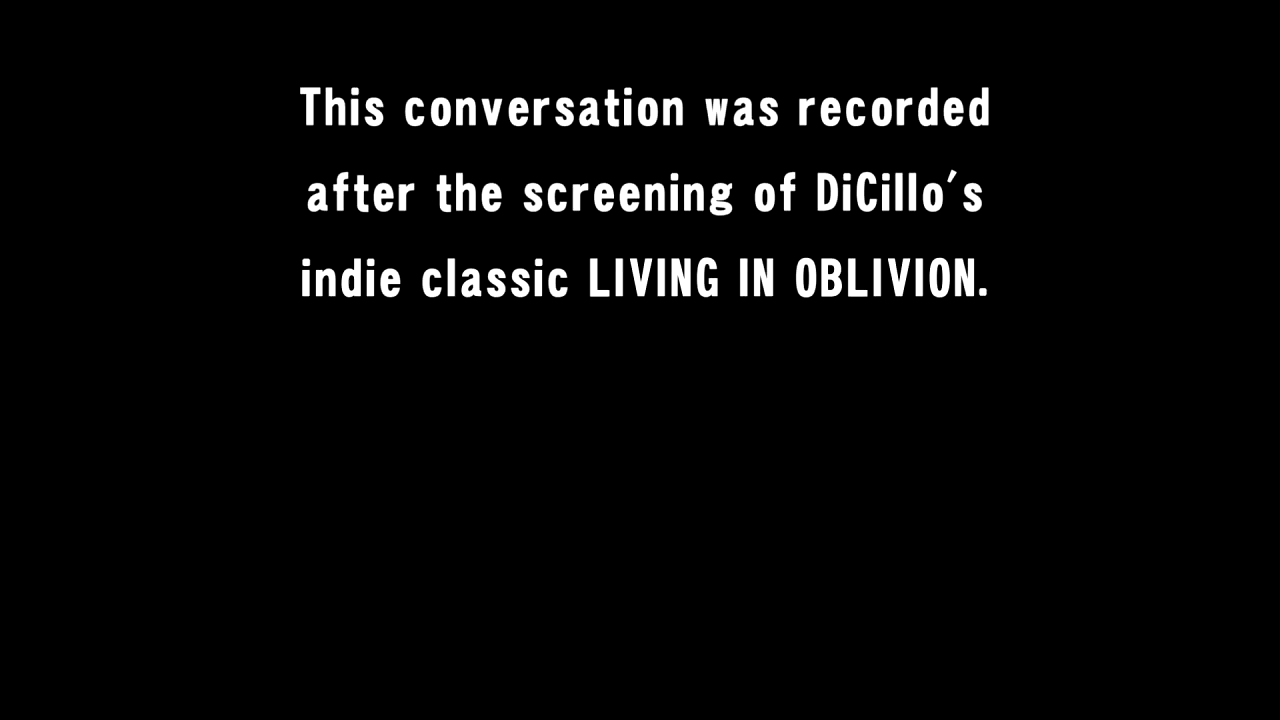 This conversation was recorded
after the screening of DiCillo's
indie classic LIVING IN OBLIVION.